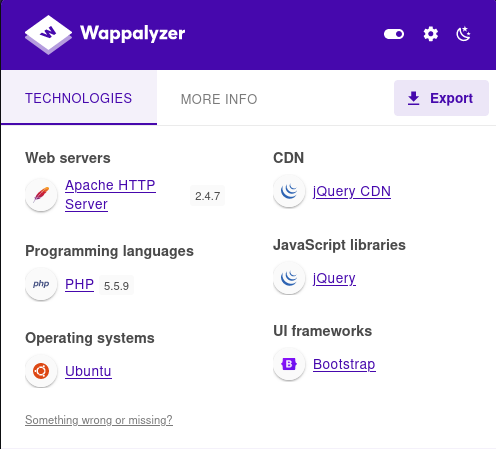 Wappalyzer
TECHNOLOGIES
MORE INFO
Export
Web servers
Apache HTTP
Server
2.4.7
Programming languages
php
PHP
5.5.9
Operating systems
Ubuntu
Something wrong or missing?
CDN
jQuery CDN
JavaScript libraries
jQuery
UI frameworks
B
Bootstrap